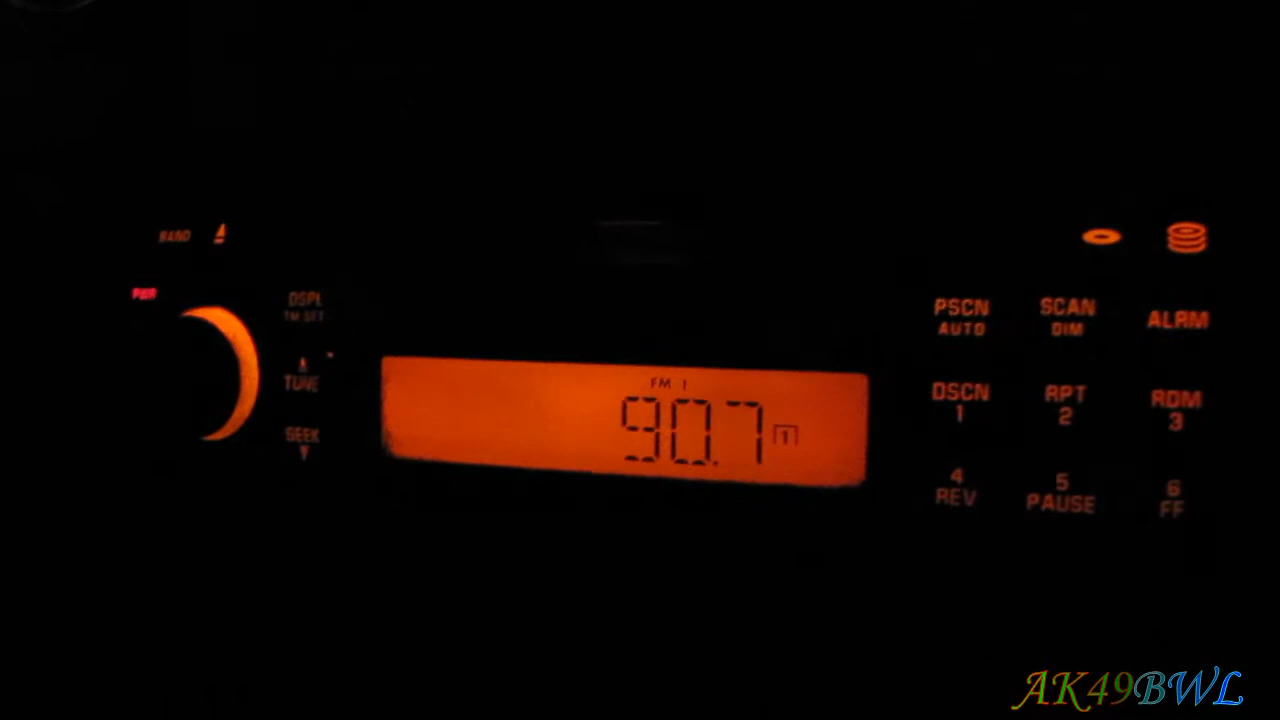 BAND
PWR
DSPL
TM SET
TUNE
SEEK
FM 1
90.7 1
PSCN
AUTO
SCAN
DIM
ALRM
DSCN
1
RPT
2
RDM
3
4
REV
5
PAUSE
6
FF
AK49BWL